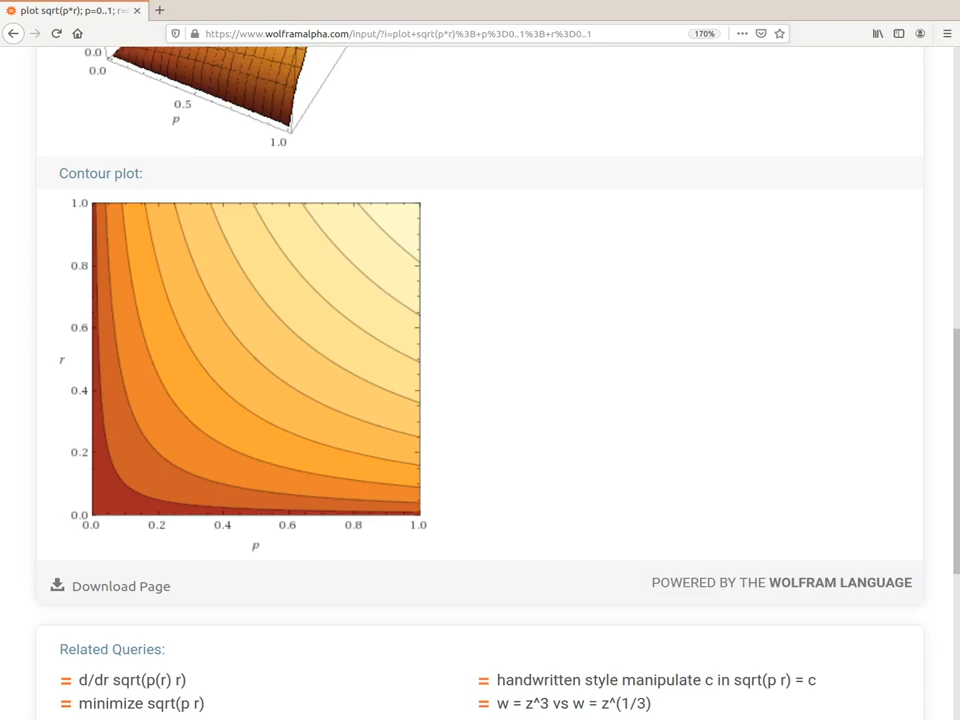 plot sqrt(p*r); p=0..1; r=
https://www.wolframalpha.com/input/?i=plot+sqrt(p*r)%3B+p%3D0..1%3B+r%3D0..1
170%
0.0
0.0
0.5
p
1.0
Contour plot:
1.0
0.8
0.6
r
0.4
0.2
0.0
0.0 0.2 0.4 0.6 0.8 1.0
p
Download Page
POWERED BY THE WOLFRAM LANGUAGE
Related Queries:
= d/dr sqrt(p(r) r)
= handwritten style manipulate c in sqrt(p r) = c
= minimize sqrt(p r)
= w = z^3 vs w = z^(1/3)